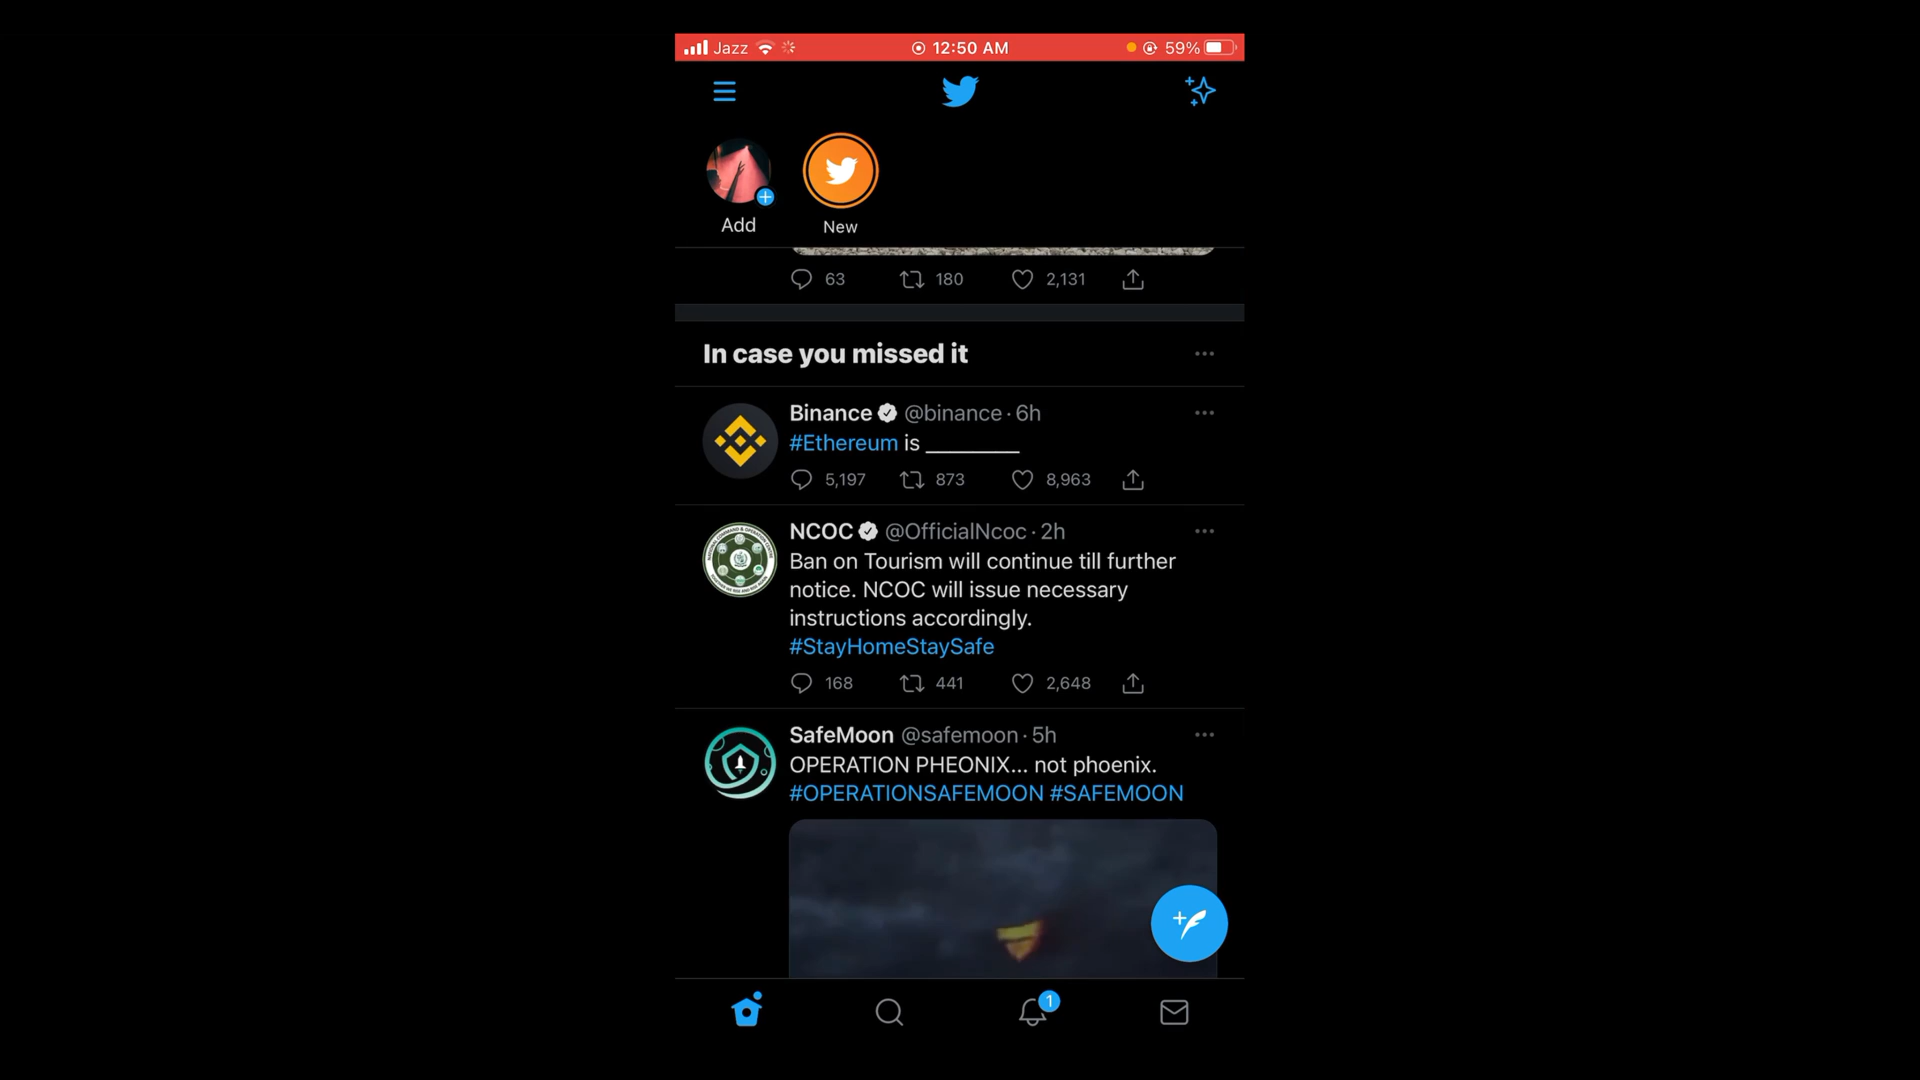 Jazz 12:50 AM 59%
Add New
63 180 2,131
In case you missed it
Binance @binance · 6h
#Ethereum is _________
5,197 873 8,963
NCOC @OfficialNcoc · 2h
Ban on Tourism will continue till further
notice. NCOC will issue necessary
instructions accordingly.
#StayHomeStaySafe
168 441 2,648
SafeMoon @safemoon · 5h
OPERATION PHEONIX... not phoenix.
#OPERATIONSAFEMOON #SAFEMOON
1